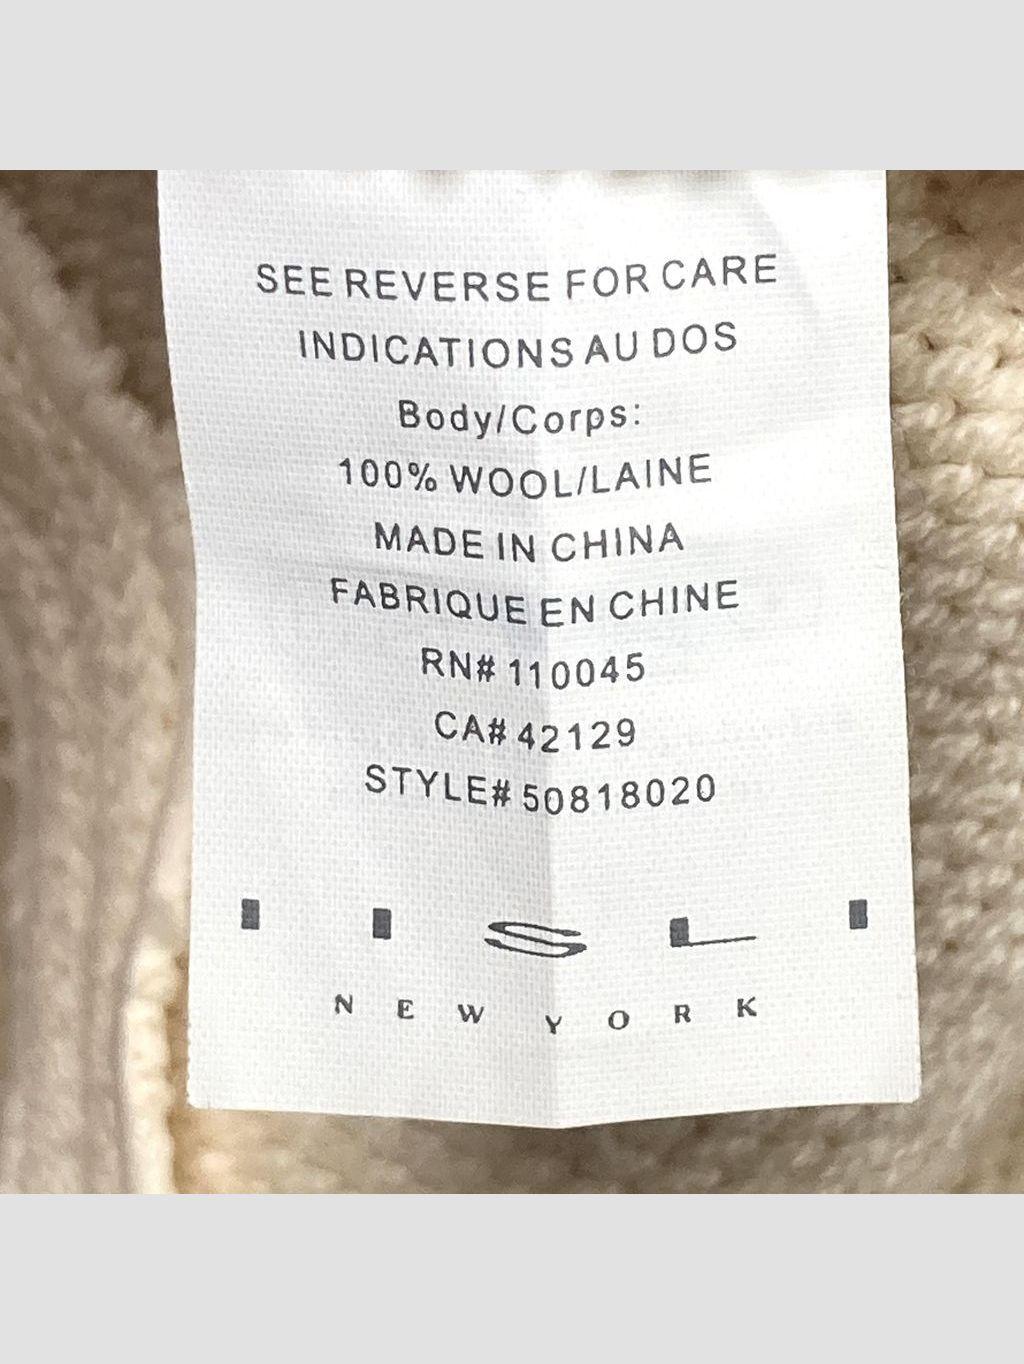 SEE REVERSE FOR CARE
INDICATIONS AU DOS
Body/Corps:
100% WOOL/LAINE
MADE IN CHINA
FABRIQUE EN CHINE
RN# 110045
CA# 42129
STYLE# 50818020
NEW YORK